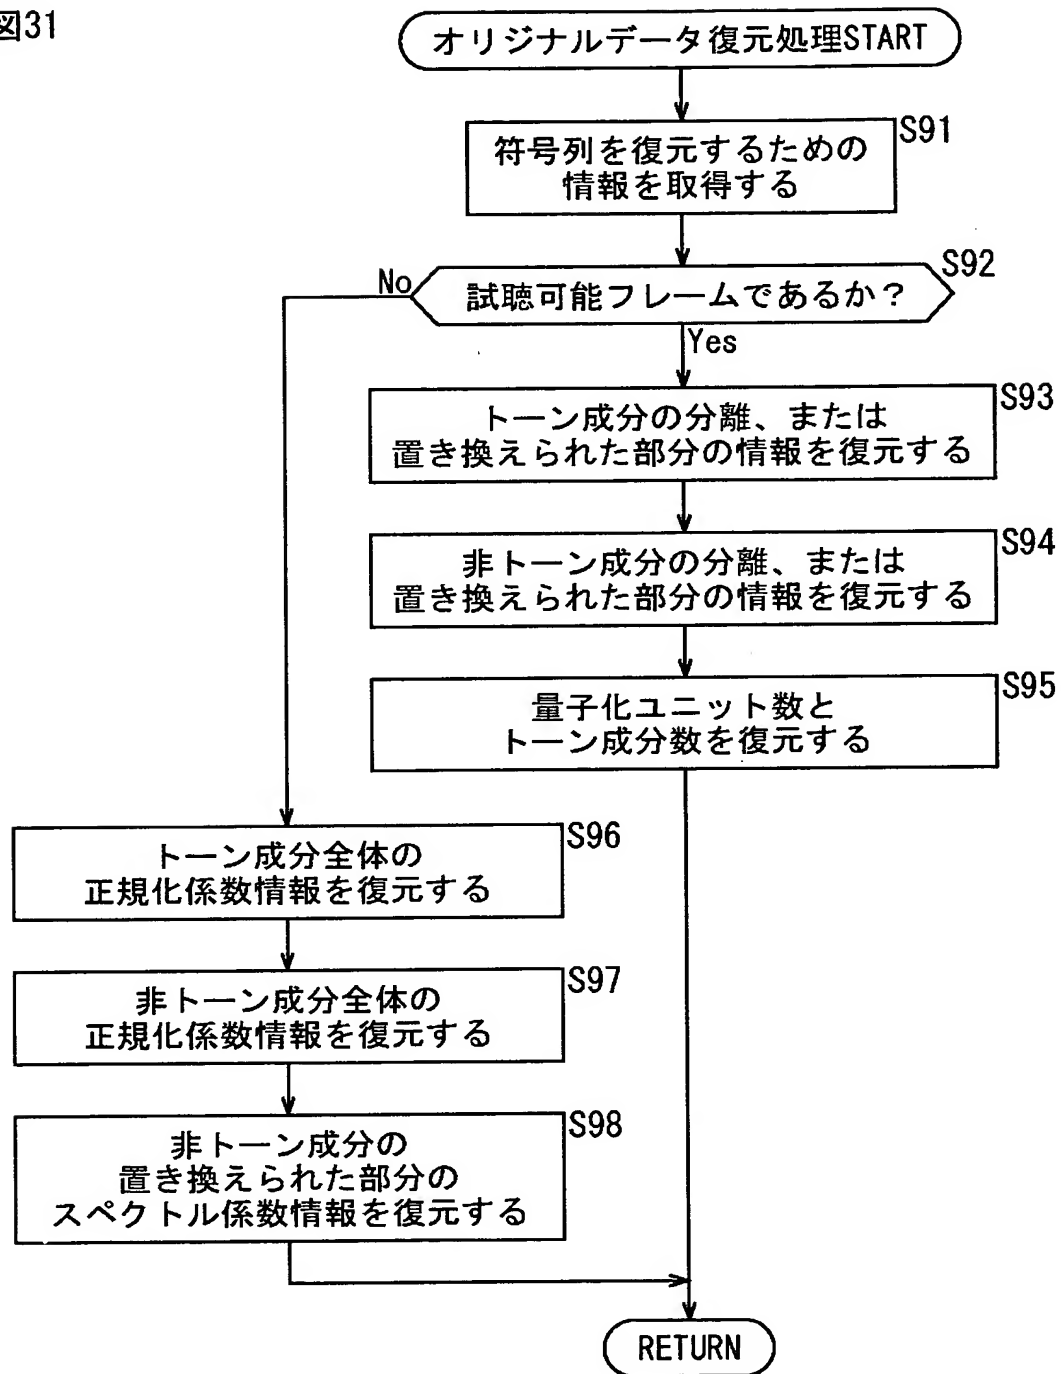 図31
オリジナルデータ復元処理START
符号列を復元するための
情報を取得する
S91
試聴可能フレームであるか？
S92
No
Yes
トーン成分の分離、または
置き換えられた部分の情報を復元する
S93
非トーン成分の分離、または
置き換えられた部分の情報を復元する
S94
量子化ユニット数と
トーン成分数を復元する
S95
トーン成分全体の
正規化係数情報を復元する
S96
非トーン成分全体の
正規化係数情報を復元する
S97
非トーン成分の
置き換えられた部分の
スペクトル係数情報を復元する
S98
RETURN